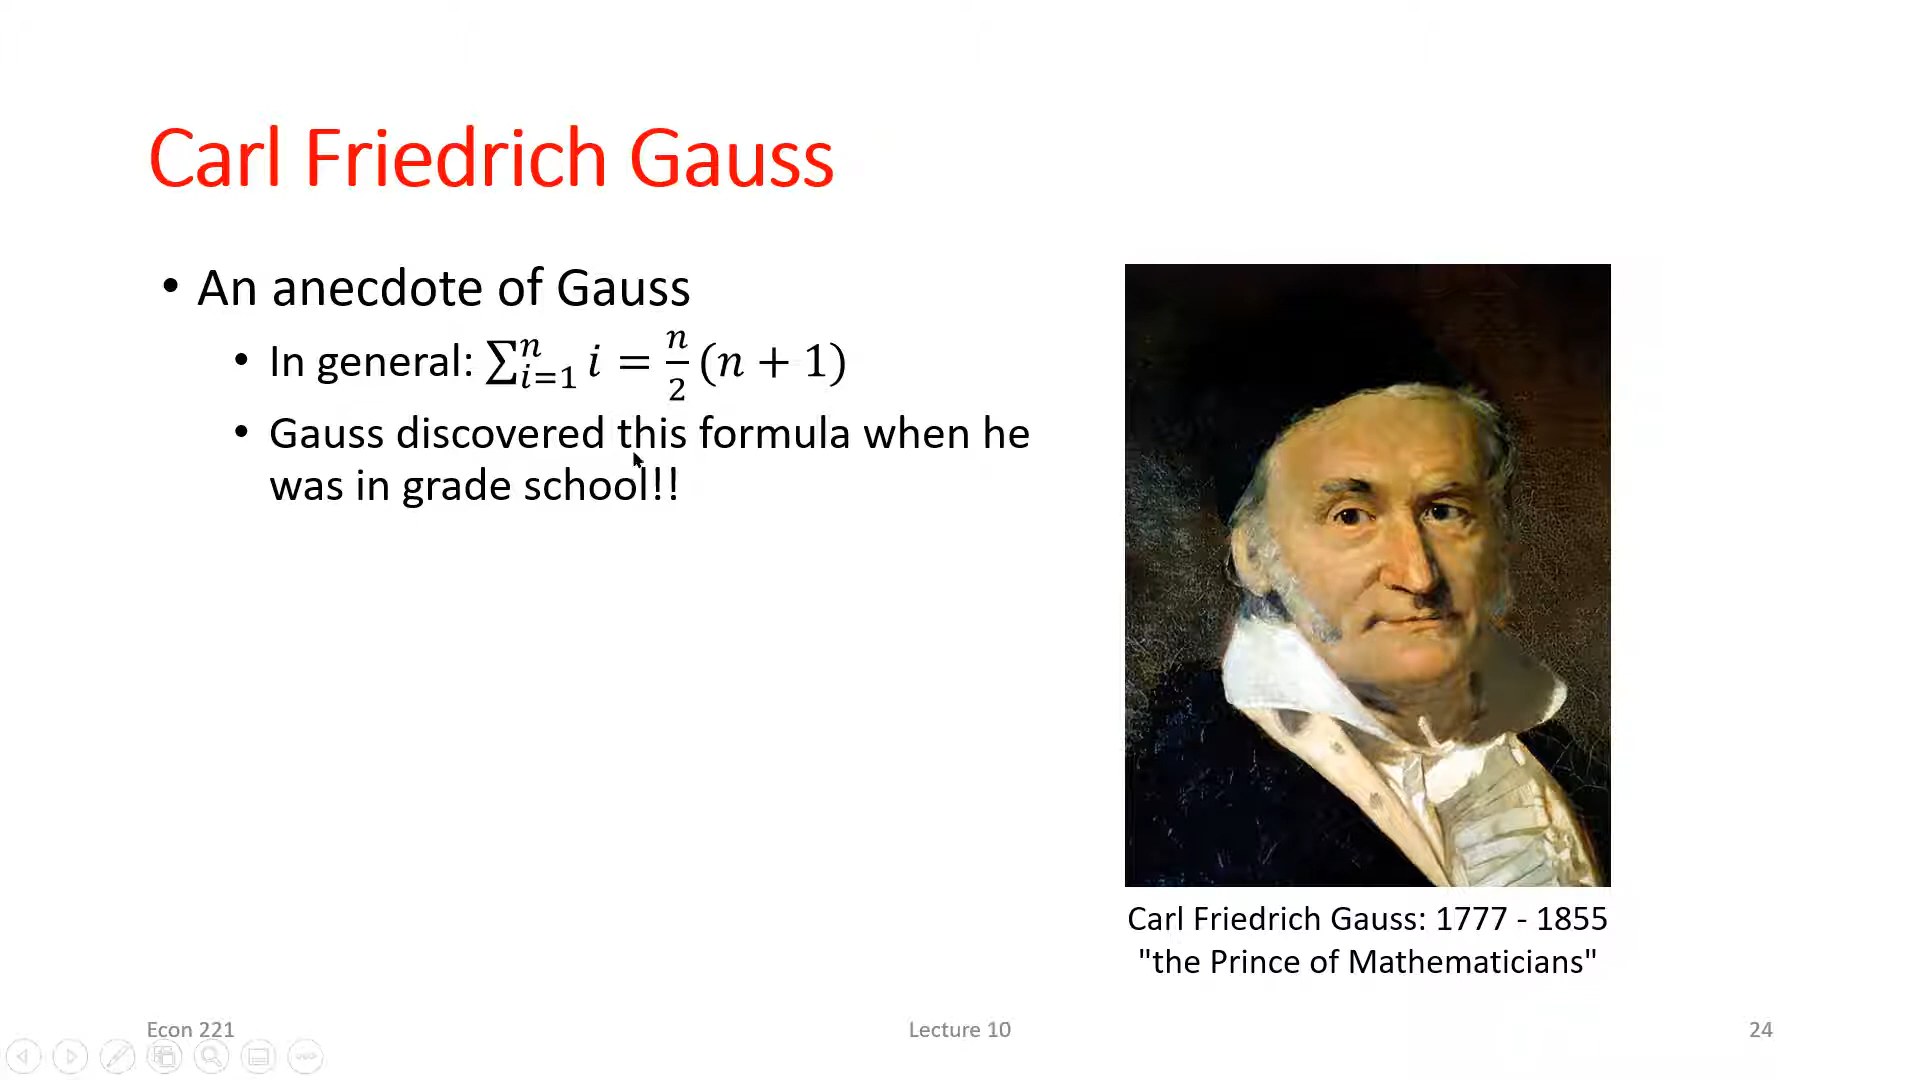 Carl Friedrich Gauss
• An anecdote of Gauss
• In general: ∑ⁿᵢ₌₁ i = n/2 (n + 1)
• Gauss discovered this formula when he
was in grade school!!
Carl Friedrich Gauss: 1777 - 1855
"the Prince of Mathematicians"
Econ 221
Lecture 10
24